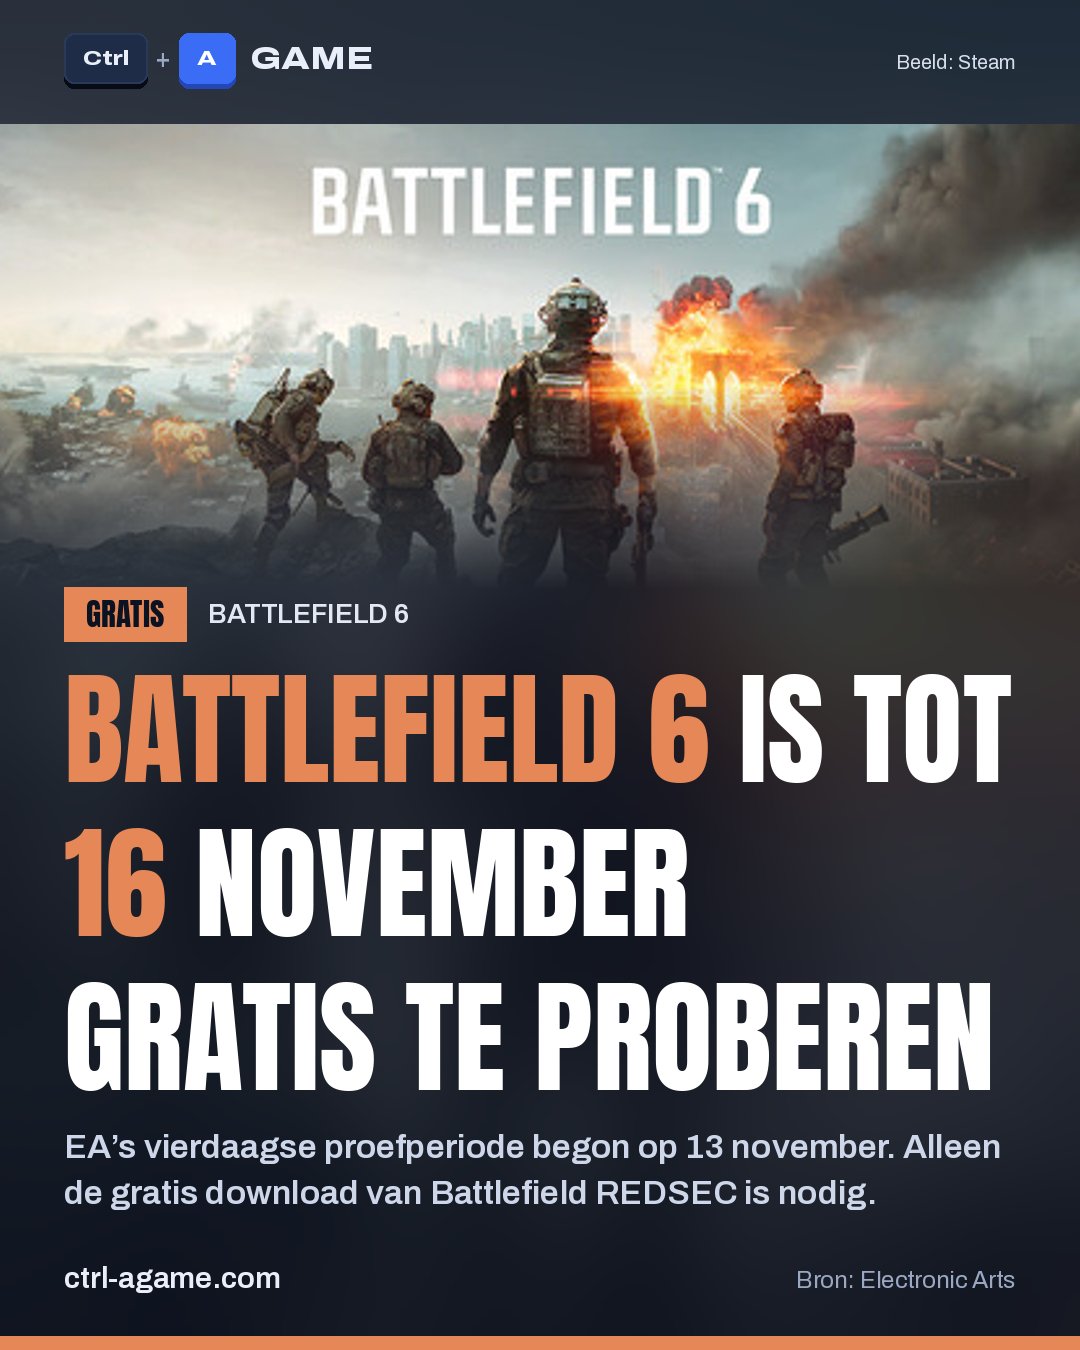 Ctrl + A GAME
Beeld: Steam
BATTLEFIELD™ 6
GRATIS BATTLEFIELD 6
BATTLEFIELD 6 IS TOT
16 NOVEMBER
GRATIS TE PROBEREN
EA’s vierdaagse proefperiode begon op 13 november. Alleen
de gratis download van Battlefield REDSEC is nodig.
ctrl-agame.com
Bron: Electronic Arts